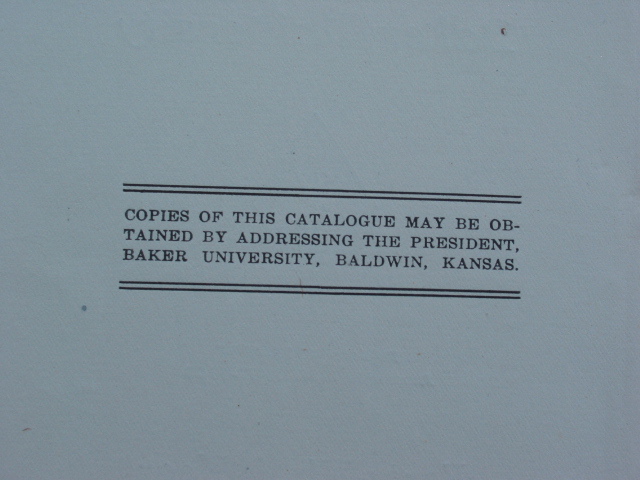 COPIES OF THIS CATALOGUE MAY BE OB-
TAINED BY ADDRESSING THE PRESIDENT,
BAKER UNIVERSITY, BALDWIN, KANSAS.